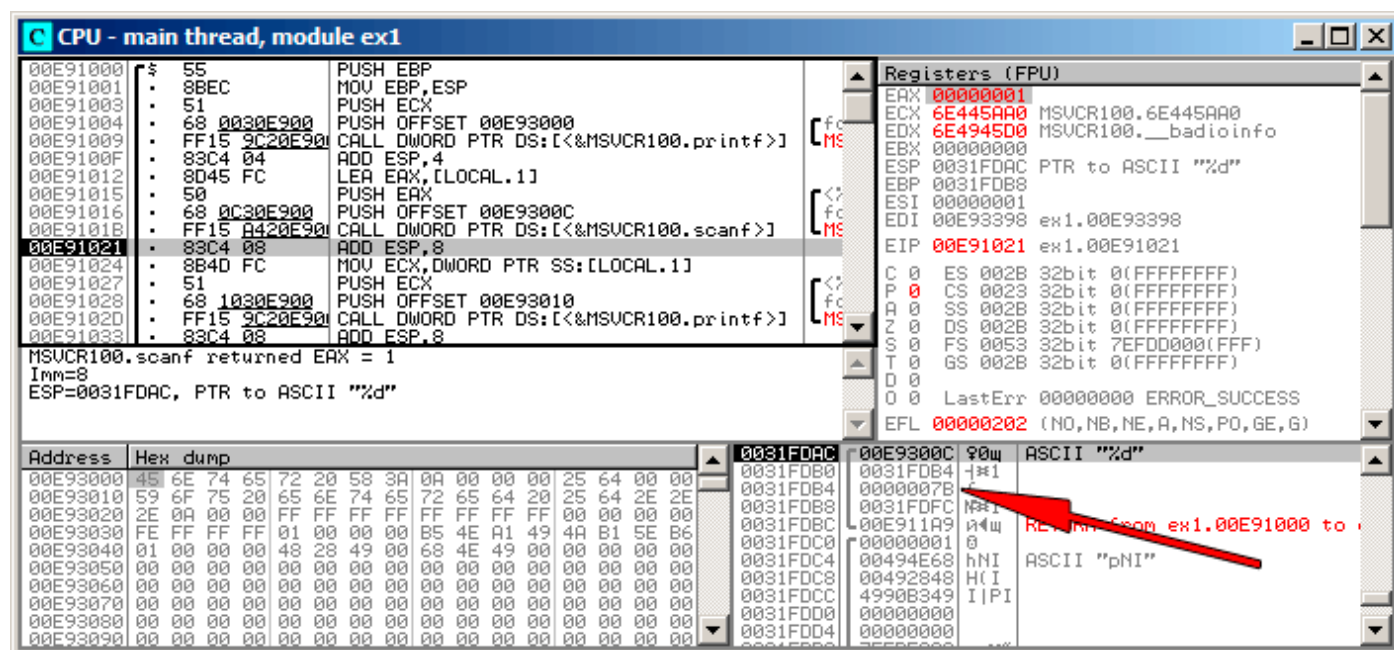 C CPU - main thread, module ex1
00E91000 $ 55 PUSH EBP
00E91001 · 8BEC MOV EBP,ESP
00E91003 · 51 PUSH ECX
00E91004 · 68 0030E900 PUSH OFFSET 00E93000
00E91009 · FF15 9C20E90 CALL DWORD PTR DS:[<&MSVCR100.printf>]
00E9100F · 83C4 04 ADD ESP,4
00E91012 · 8D45 FC LEA EAX,[LOCAL.1]
00E91015 · 50 PUSH EAX
00E91016 · 68 0C30E900 PUSH OFFSET 00E9300C
00E9101B · FF15 A420E90 CALL DWORD PTR DS:[<&MSVCR100.scanf>]
00E91021 · 83C4 08 ADD ESP,8
00E91024 · 8B4D FC MOV ECX,DWORD PTR SS:[LOCAL.1]
00E91027 · 51 PUSH ECX
00E91028 · 68 1030E900 PUSH OFFSET 00E93010
00E9102D · FF15 9C20E90 CALL DWORD PTR DS:[<&MSVCR100.printf>]
00E91033 · 83C4 08 ADD ESP,8
MSVCR100.scanf returned EAX = 1
Imm=8
ESP=0031FDAC, PTR to ASCII "%d"
Registers (FPU)
EAX 00000001
ECX 6E445AA0 MSVCR100.6E445AA0
EDX 6E4945D0 MSVCR100.__badioinfo
EBX 00000000
ESP 0031FDAC PTR to ASCII "%d"
EBP 0031FDB8
ESI 00000001
EDI 00E93398 ex1.00E93398
EIP 00E91021 ex1.00E91021
C 0 ES 002B 32bit 0(FFFFFFFF)
P 0 CS 0023 32bit 0(FFFFFFFF)
A 0 SS 002B 32bit 0(FFFFFFFF)
Z 0 DS 002B 32bit 0(FFFFFFFF)
S 0 FS 0053 32bit 7EFDD000(FFF)
T 0 GS 002B 32bit 0(FFFFFFFF)
D 0
O 0 LastErr 00000000 ERROR_SUCCESS
EFL 00000202 (NO,NB,NE,A,NS,PO,GE,G)
Address Hex dump
00E93000 45 6E 74 65 72 20 58 3A 0A 00 00 00 25 64 00 00
00E93010 59 6F 75 20 65 6E 74 65 72 65 64 20 25 64 2E 2E
00E93020 2E 0A 00 00 FF FF FF FF FF FF FF FF 00 00 00 00
00E93030 FE FF FF FF 01 00 00 00 B5 4E A1 49 4A B1 5E B6
00E93040 01 00 00 00 48 28 49 00 68 4E 49 00 00 00 00 00
00E93050 00 00 00 00 00 00 00 00 00 00 00 00 00 00 00 00
00E93060 00 00 00 00 00 00 00 00 00 00 00 00 00 00 00 00
00E93070 00 00 00 00 00 00 00 00 00 00 00 00 00 00 00 00
00E93080 00 00 00 00 00 00 00 00 00 00 00 00 00 00 00 00
00E93090 00 00 00 00 00 00 00 00 00 00 00 00 00 00 00 00
0031FDAC 00E9300C ASCII "%d"
0031FDB0 0031FDB4
0031FDB4 0000007B
0031FDB8 0031FDFC
0031FDBC 00E911A9 RETURN from ex1.00E91000 to
0031FDC0 00000001
0031FDC4 00494E68 hNI ASCII "pNI"
0031FDC8 00492848 H(I
0031FDCC 4990B349 I|PI
0031FDD0 00000000
0031FDD4 00000000